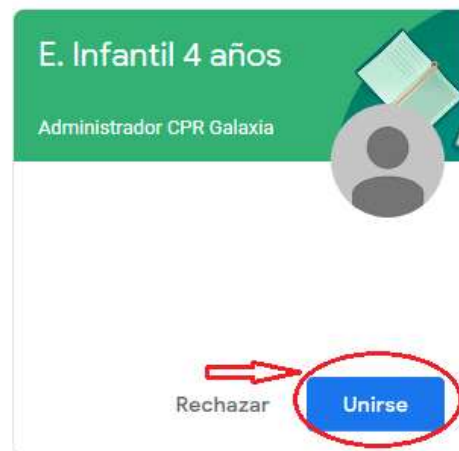 E. Infantil 4 años
Administrador CPR Galaxia
Rechazar Unirse